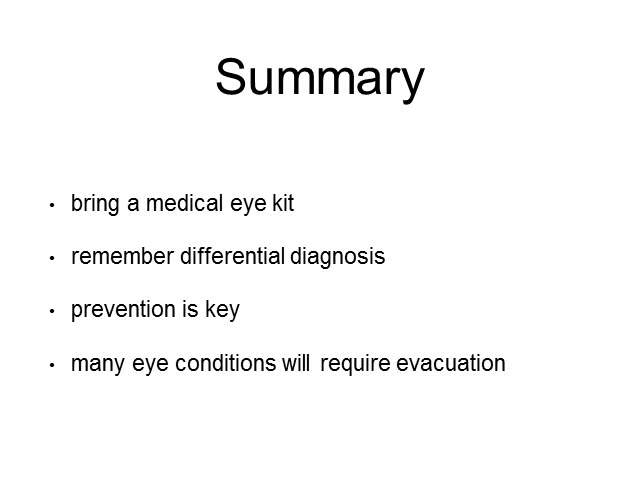 Summary
• bring a medical eye kit
• remember differential diagnosis
• prevention is key
• many eye conditions will require evacuation